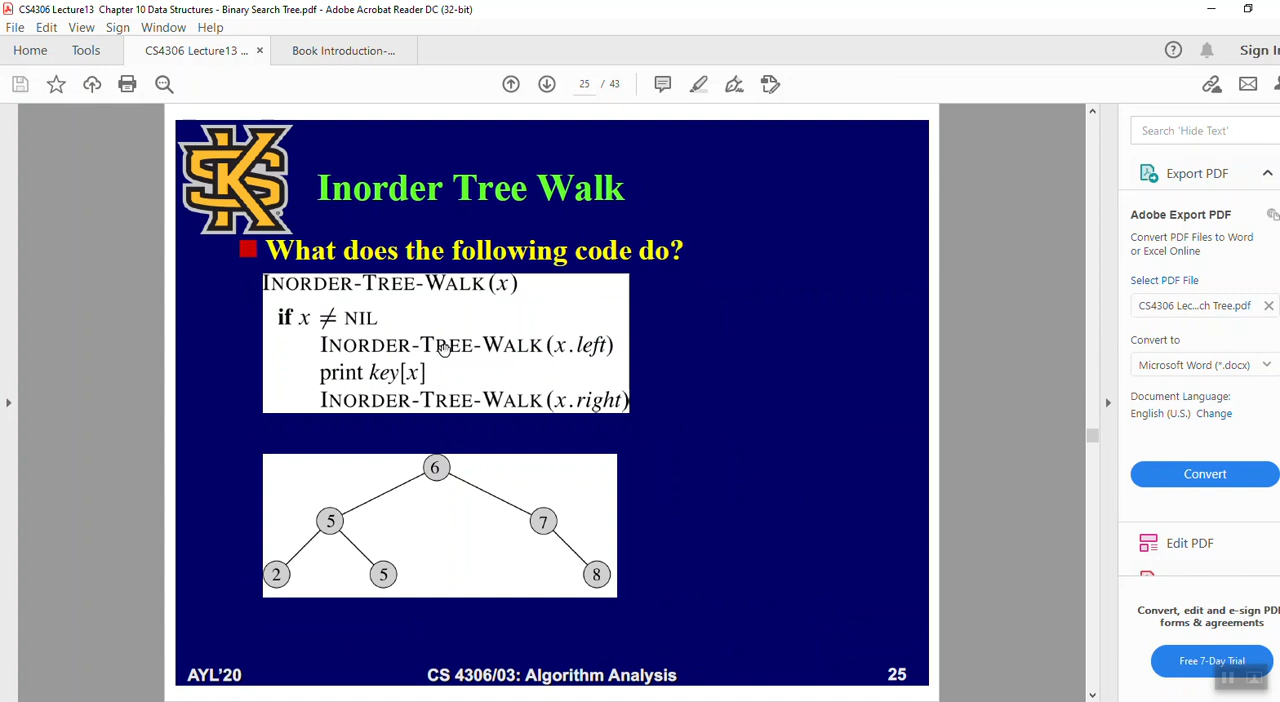 CS4306 Lecture13 Chapter 10 Data Structures - Binary Search Tree.pdf - Adobe Acrobat Reader DC (32-bit)
File Edit View Sign Window Help
Home Tools CS4306 Lecture13 ... × Book Introduction-... Sign In
25 / 43
Search 'Hide Text'
Export PDF
Adobe Export PDF
Convert PDF Files to Word
or Excel Online
Select PDF File
CS4306 Lec...ch Tree.pdf
Convert to
Microsoft Word (*.docx)
Document Language:
English (U.S.) Change
Convert
Edit PDF
Convert, edit and e-sign PDF
forms & agreements
Free 7-Day Trial
KS
Inorder Tree Walk
What does the following code do?
INORDER-TREE-WALK(x)
if x ≠ NIL
INORDER-TREE-WALK(x.left)
print key[x]
INORDER-TREE-WALK(x.right)
6
5 7
2 5 8
AYL'20 CS 4306/03: Algorithm Analysis 25